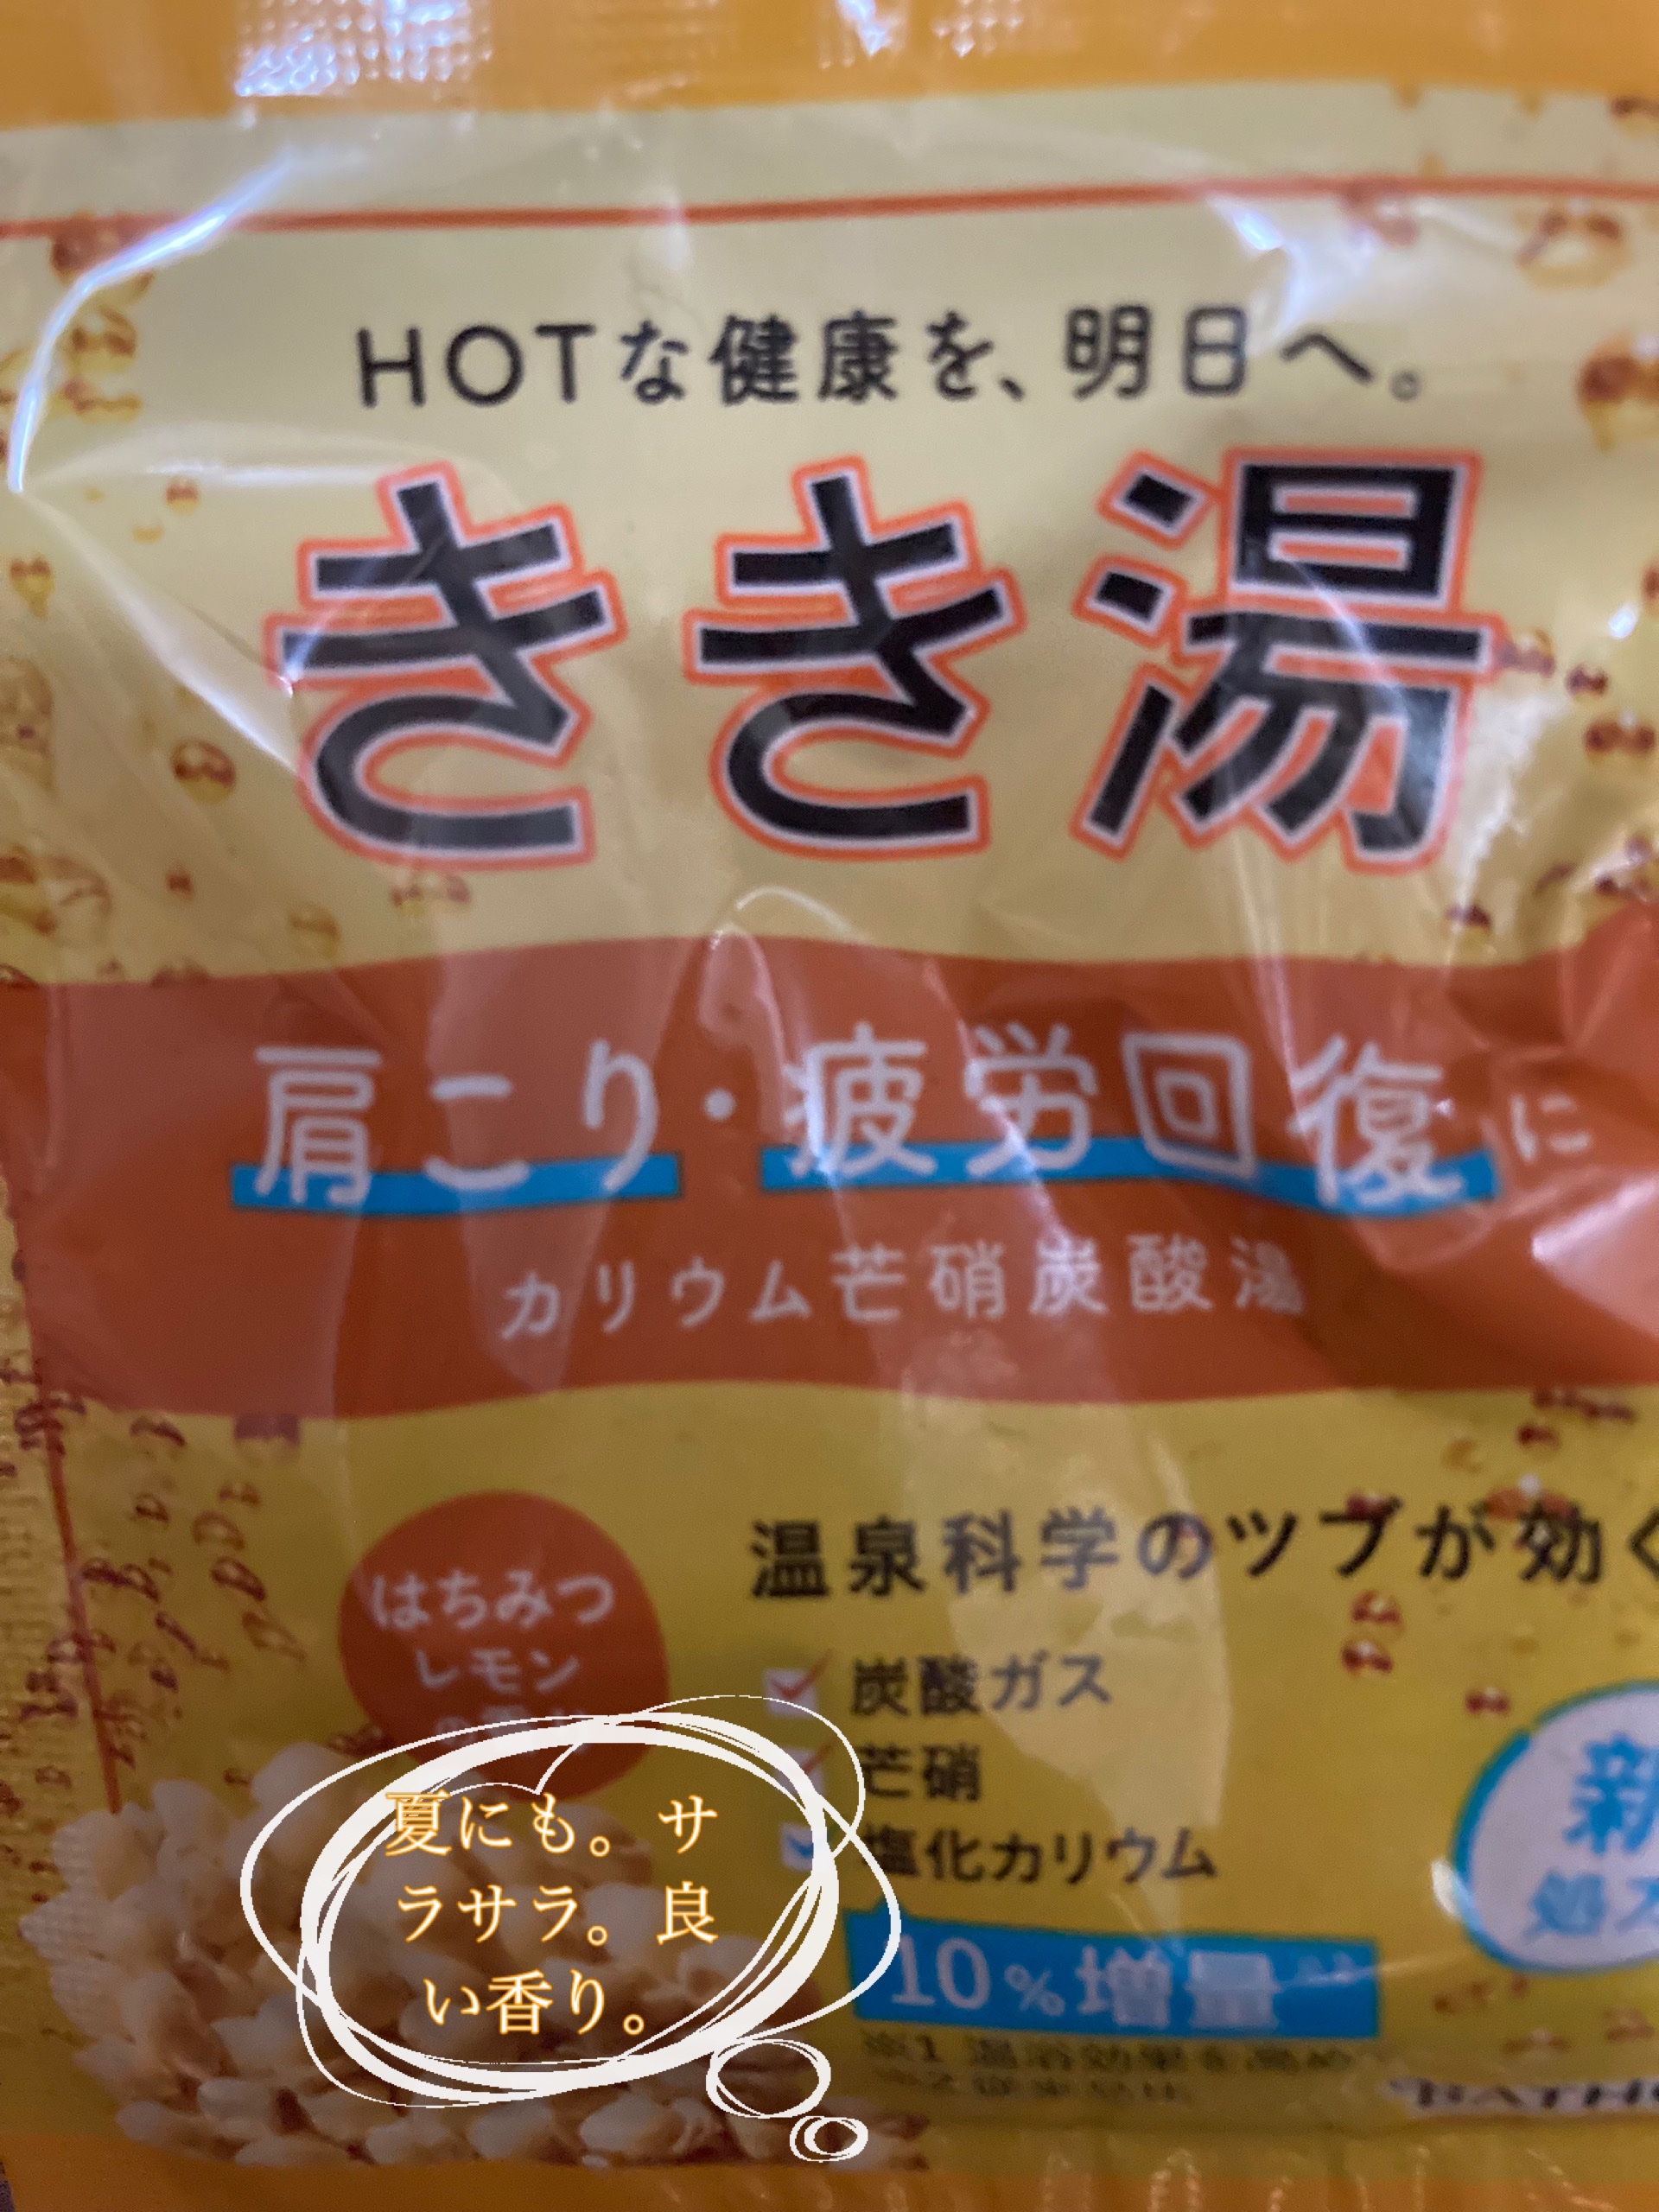 HOTな健康を、明日へ。
きき湯
肩こり・疲労回復に
カリウム芒硝炭酸湯
温泉科学のツブが効く
はちみつ
レモン
炭酸ガス
芒硝
塩化カリウム
10%増量
新
処方
夏にも。サ
ラサラ。良
い香り。